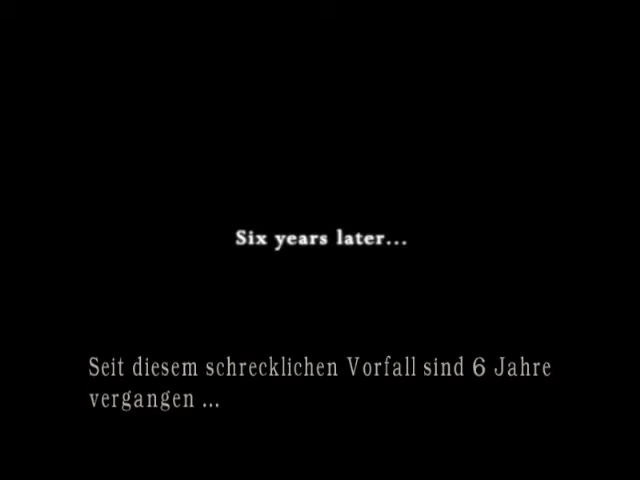 Six years later...
Seit diesem schrecklichen Vorfall sind 6 Jahre
vergangen ...